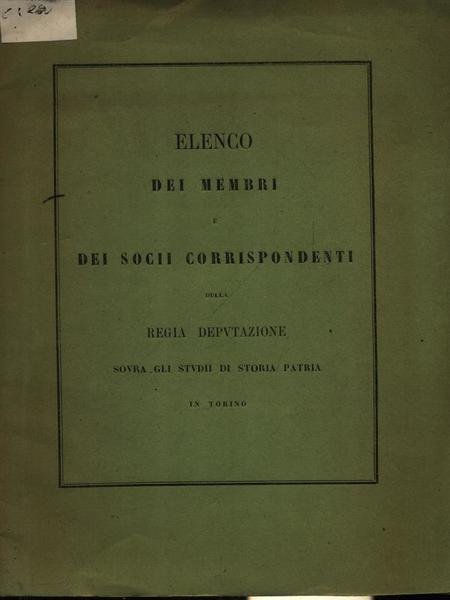 ELENCO
DEI MEMBRI
E
DEI SOCII CORRISPONDENTI
DELLA
REGIA DEPVTAZIONE
SOVRA GLI STVDII DI STORIA PATRIA
IN TORINO